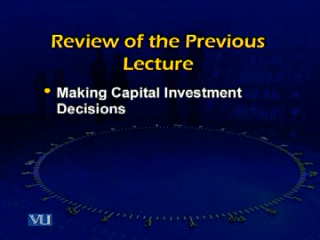 Review of the Previous
Lecture
• Making Capital Investment
Decisions
VU